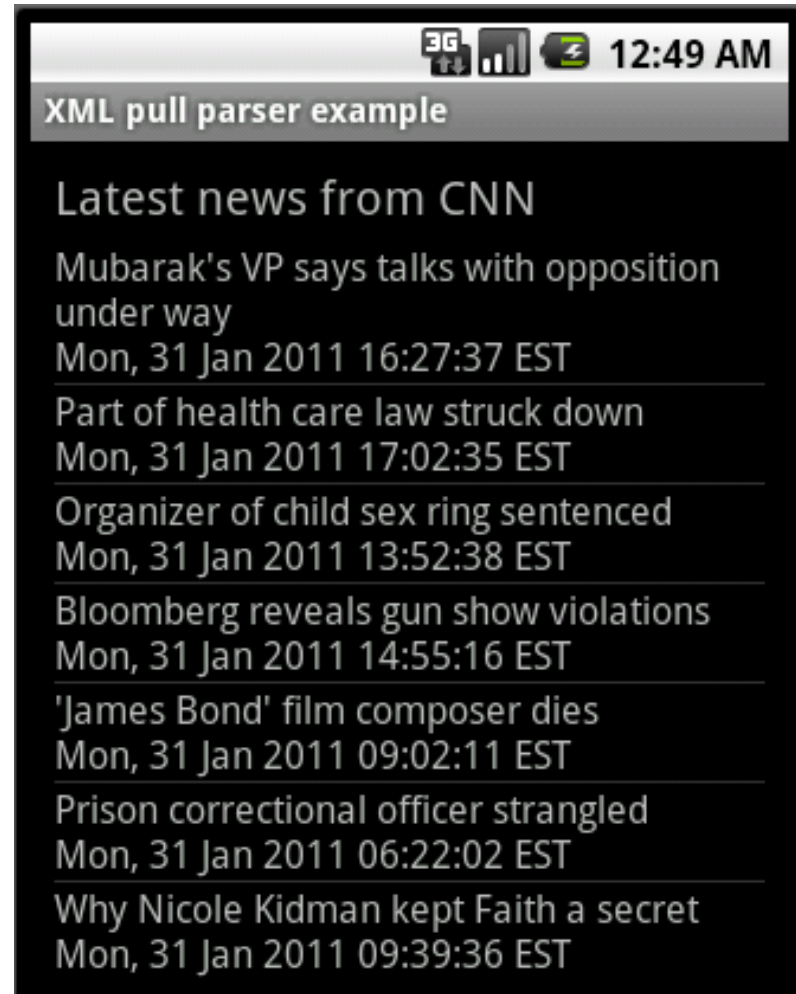 3G 12:49 AM
XML pull parser example
Latest news from CNN
Mubarak's VP says talks with opposition
under way
Mon, 31 Jan 2011 16:27:37 EST
Part of health care law struck down
Mon, 31 Jan 2011 17:02:35 EST
Organizer of child sex ring sentenced
Mon, 31 Jan 2011 13:52:38 EST
Bloomberg reveals gun show violations
Mon, 31 Jan 2011 14:55:16 EST
'James Bond' film composer dies
Mon, 31 Jan 2011 09:02:11 EST
Prison correctional officer strangled
Mon, 31 Jan 2011 06:22:02 EST
Why Nicole Kidman kept Faith a secret
Mon, 31 Jan 2011 09:39:36 EST